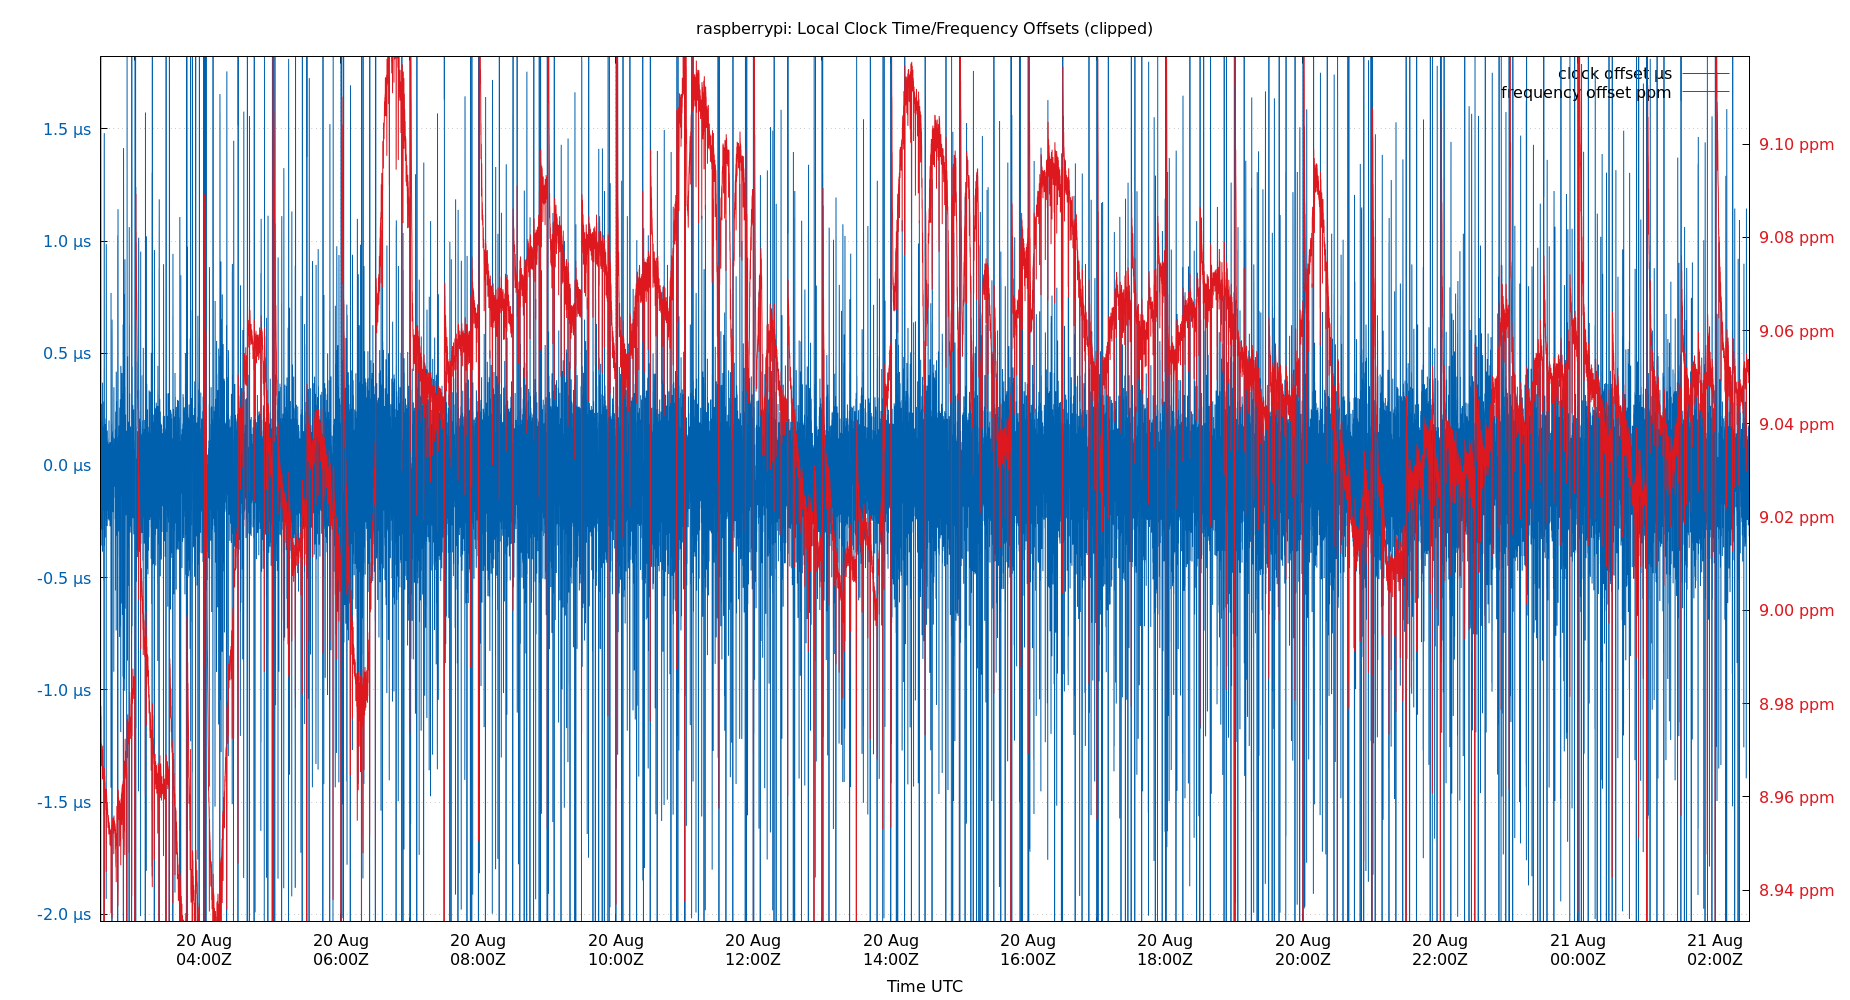 raspberrypi: Local Clock Time/Frequency Offsets (clipped)
clock offset µs
frequency offset ppm
1.5 µs
1.0 µs
0.5 µs
0.0 µs
-0.5 µs
-1.0 µs
-1.5 µs
-2.0 µs
9.10 ppm
9.08 ppm
9.06 ppm
9.04 ppm
9.02 ppm
9.00 ppm
8.98 ppm
8.96 ppm
8.94 ppm
20 Aug
04:00Z
20 Aug
06:00Z
20 Aug
08:00Z
20 Aug
10:00Z
20 Aug
12:00Z
20 Aug
14:00Z
20 Aug
16:00Z
20 Aug
18:00Z
20 Aug
20:00Z
20 Aug
22:00Z
21 Aug
00:00Z
21 Aug
02:00Z
Time UTC